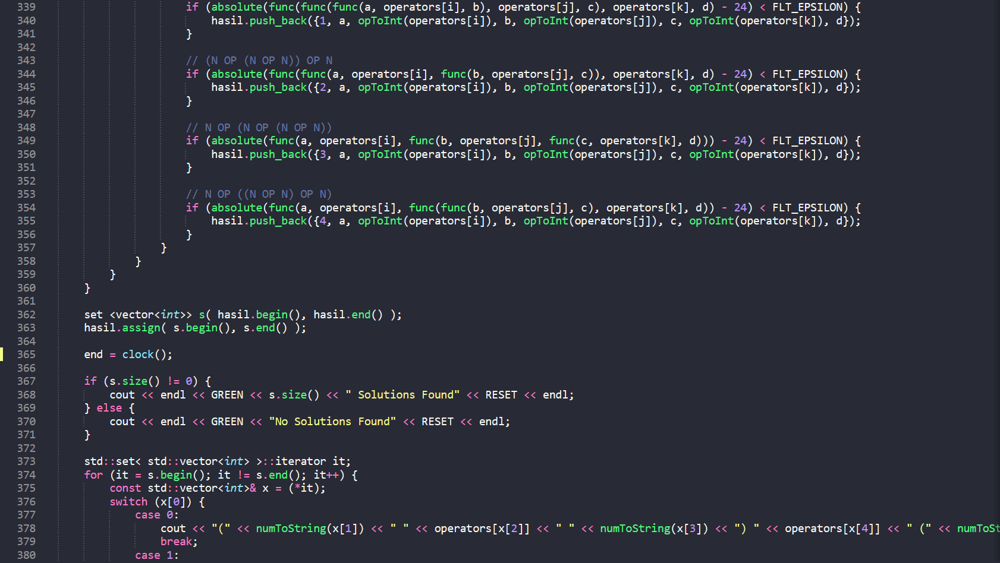 339 if (absolute(func(func(func(a, operators[i], b), operators[j], c), operators[k], d) - 24) < FLT_EPSILON) {
340 hasil.push_back({1, a, opToInt(operators[i]), b, opToInt(operators[j]), c, opToInt(operators[k]), d});
341 }
342
343 // (N OP (N OP N)) OP N
344 if (absolute(func(func(a, operators[i], func(b, operators[j], c)), operators[k], d) - 24) < FLT_EPSILON) {
345 hasil.push_back({2, a, opToInt(operators[i]), b, opToInt(operators[j]), c, opToInt(operators[k]), d});
346 }
347
348 // N OP (N OP (N OP N))
349 if (absolute(func(a, operators[i], func(b, operators[j], func(c, operators[k], d))) - 24) < FLT_EPSILON) {
350 hasil.push_back({3, a, opToInt(operators[i]), b, opToInt(operators[j]), c, opToInt(operators[k]), d});
351 }
352
353 // N OP ((N OP N) OP N)
354 if (absolute(func(a, operators[i], func(func(b, operators[j], c), operators[k], d)) - 24) < FLT_EPSILON) {
355 hasil.push_back({4, a, opToInt(operators[i]), b, opToInt(operators[j]), c, opToInt(operators[k]), d});
356 }
357 }
358 }
359 }
360 }
361
362 set <vector<int>> s( hasil.begin(), hasil.end() );
363 hasil.assign( s.begin(), s.end() );
364
365 end = clock();
366
367 if (s.size() != 0) {
368 cout << endl << GREEN << s.size() << " Solutions Found" << RESET << endl;
369 } else {
370 cout << endl << GREEN << "No Solutions Found" << RESET << endl;
371 }
372
373 std::set< std::vector<int> >::iterator it;
374 for (it = s.begin(); it != s.end(); it++) {
375 const std::vector<int>& x = (*it);
376 switch (x[0]) {
377 case 0:
378 cout << "(" << numToString(x[1]) << " " << operators[x[2]] << " " << numToString(x[3]) << ") " << operators[x[4]] << " (" << numToSt
379 break;
380 case 1: